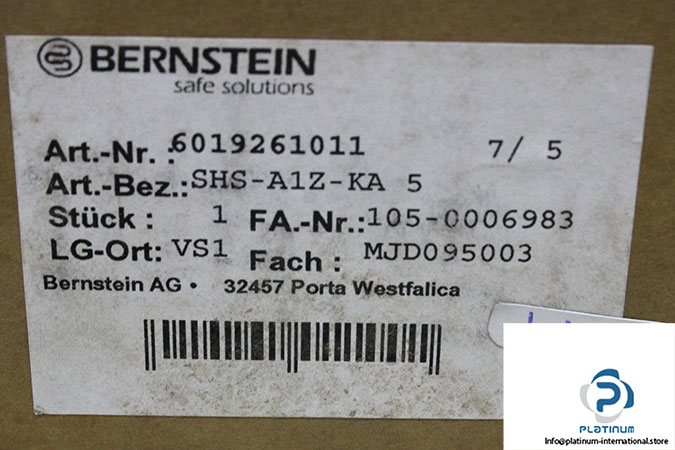 BERNSTEIN
safe solutions
Art.-Nr. :6019261011 7/ 5
Art.-Bez.:SHS-A1Z-KA 5
Stück : 1 FA.-Nr.:105-0006983
LG-Ort: VS1 Fach : MJD095003
Bernstein AG • 32457 Porta Westfalica
PLATINUM
Info@platinum-international.store